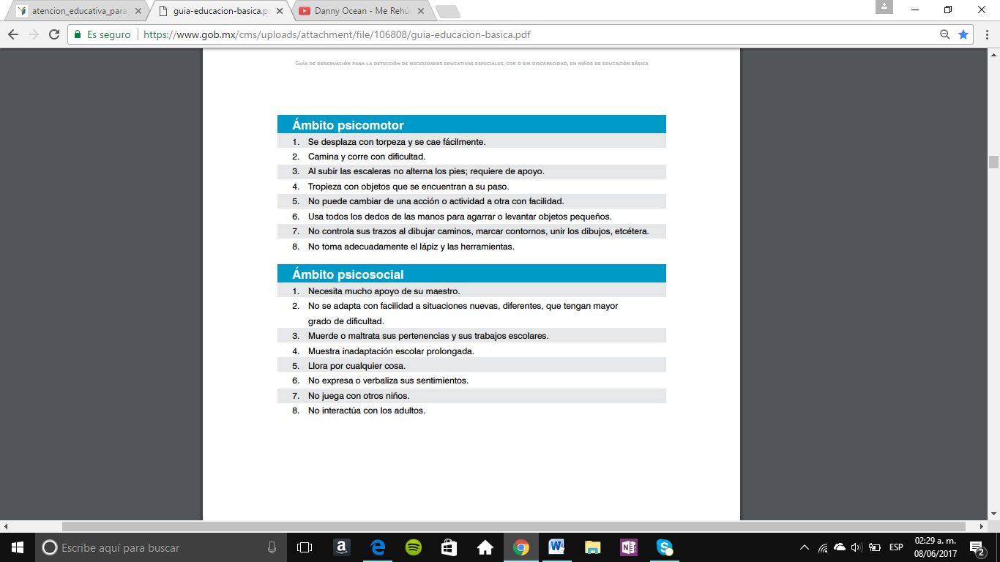 atencion_educativa_para
guia-educacion-basica.pd
Danny Ocean - Me Rehús
Es seguro
https://www.gob.mx/cms/uploads/attachment/file/106808/guia-educacion-basica.pdf
Guía de observación para la detección de necesidades educativas especiales, con o sin discapacidad, en niños de educación básica
Ámbito psicomotor
1. Se desplaza con torpeza y se cae fácilmente.
2. Camina y corre con dificultad.
3. Al subir las escaleras no alterna los pies; requiere de apoyo.
4. Tropieza con objetos que se encuentran a su paso.
5. No puede cambiar de una acción o actividad a otra con facilidad.
6. Usa todos los dedos de las manos para agarrar o levantar objetos pequeños.
7. No controla sus trazos al dibujar caminos, marcar contornos, unir los dibujos, etcétera.
8. No toma adecuadamente el lápiz y las herramientas.
Ámbito psicosocial
1. Necesita mucho apoyo de su maestro.
2. No se adapta con facilidad a situaciones nuevas, diferentes, que tengan mayor
grado de dificultad.
3. Muerde o maltrata sus pertenencias y sus trabajos escolares.
4. Muestra inadaptación escolar prolongada.
5. Llora por cualquier cosa.
6. No expresa o verbaliza sus sentimientos.
7. No juega con otros niños.
8. No interactúa con los adultos.
Escribe aquí para buscar
ESP
02:29 a. m.
08/06/2017
2